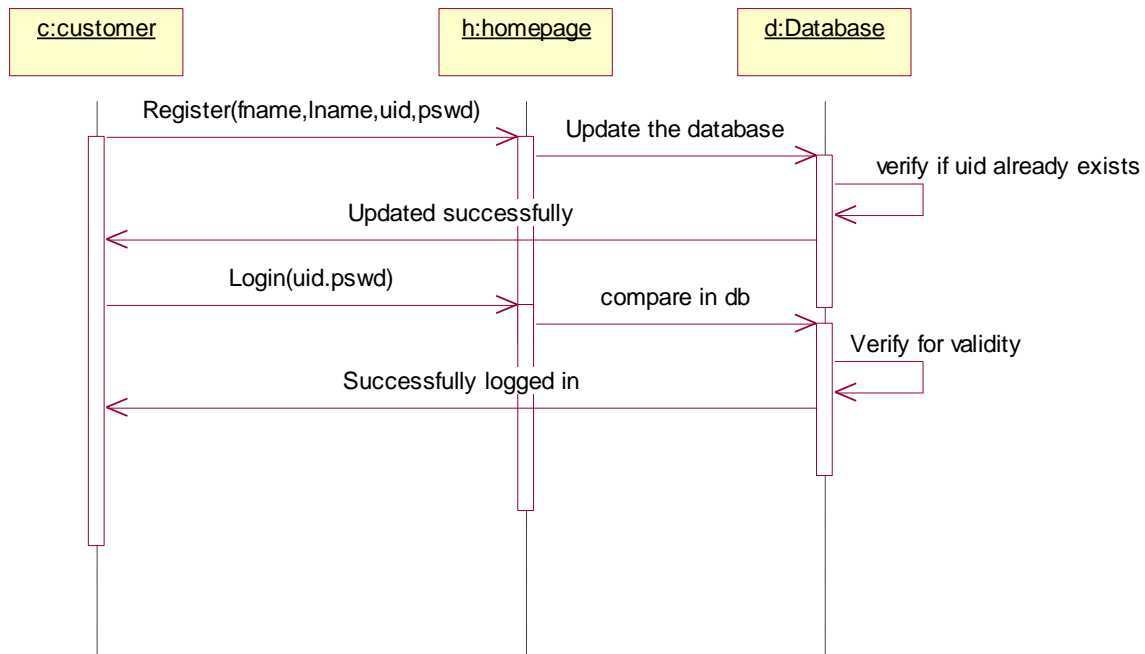 c:customer
h:homepage
d:Database
Register(fname,lname,uid,pswd)
Update the database
verify if uid already exists
Updated successfully
Login(uid.pswd)
compare in db
Verify for validity
Successfully logged in